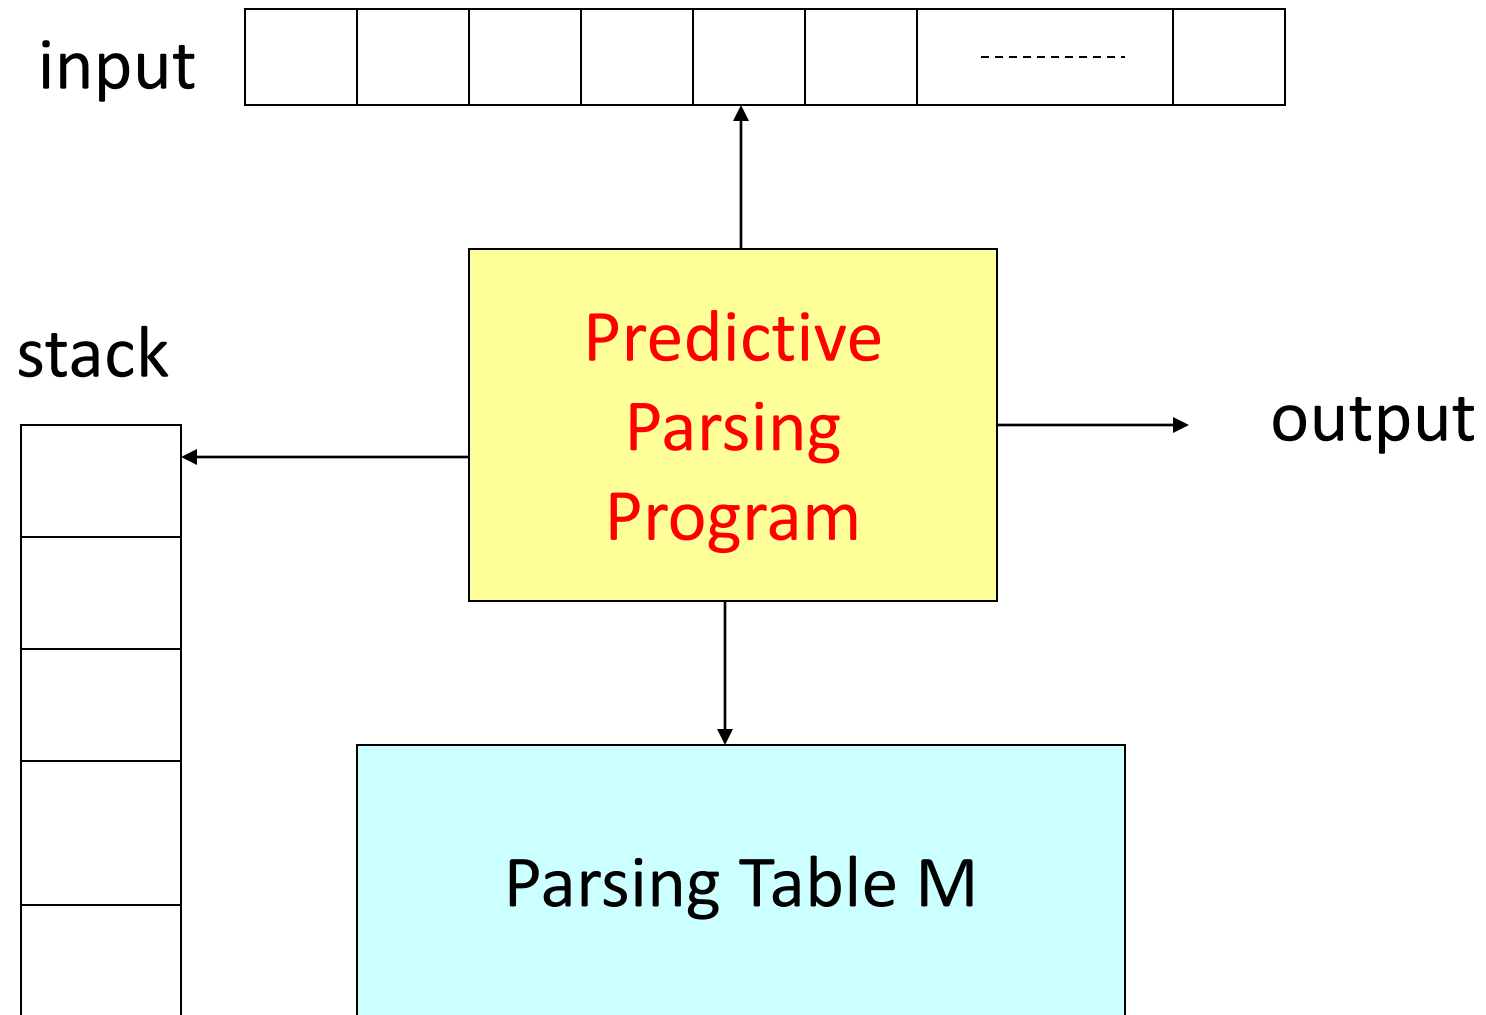 input
stack
Predictive
Parsing
Program
output
Parsing Table M